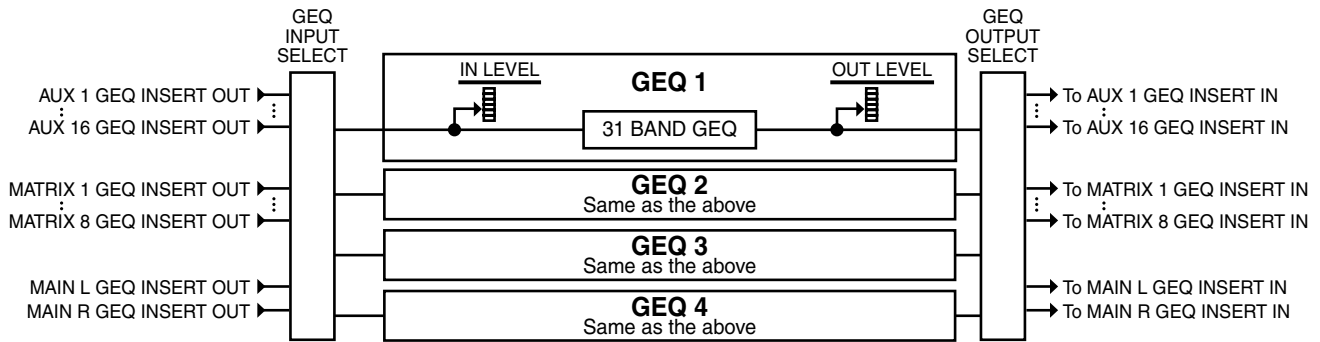 GEQ
INPUT
SELECT
GEQ
OUTPUT
SELECT
IN LEVEL
GEQ 1
OUT LEVEL
AUX 1 GEQ INSERT OUT
AUX 16 GEQ INSERT OUT
31 BAND GEQ
To AUX 1 GEQ INSERT IN
To AUX 16 GEQ INSERT IN
MATRIX 1 GEQ INSERT OUT
MATRIX 8 GEQ INSERT OUT
GEQ 2
Same as the above
To MATRIX 1 GEQ INSERT IN
To MATRIX 8 GEQ INSERT IN
GEQ 3
Same as the above
MAIN L GEQ INSERT OUT
MAIN R GEQ INSERT OUT
GEQ 4
Same as the above
To MAIN L GEQ INSERT IN
To MAIN R GEQ INSERT IN